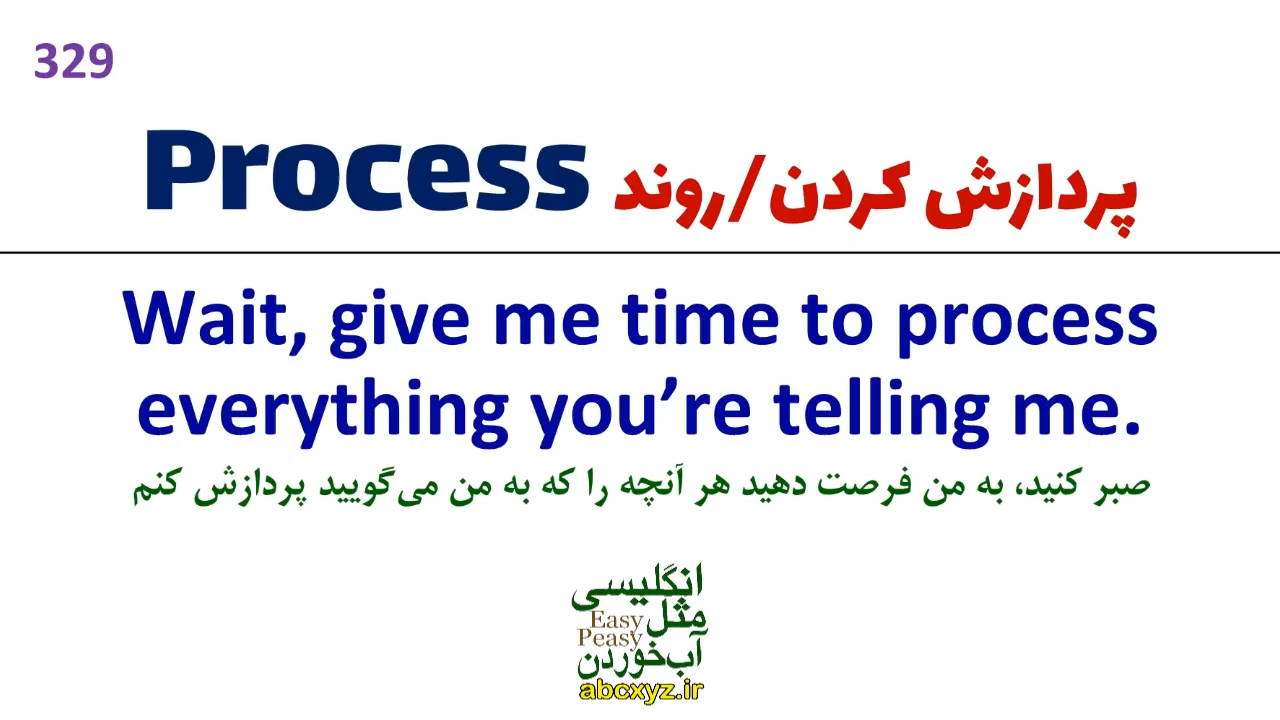 329
Process پردازش کردن/روند
Wait, give me time to process
everything you’re telling me.
صبر کنید، به من فرصت دهید هر آنچه را که به من می‌گویید پردازش کنم
انگلیسی
مثل Easy
Peasy
آب‌خوردن
abcxyz.ir